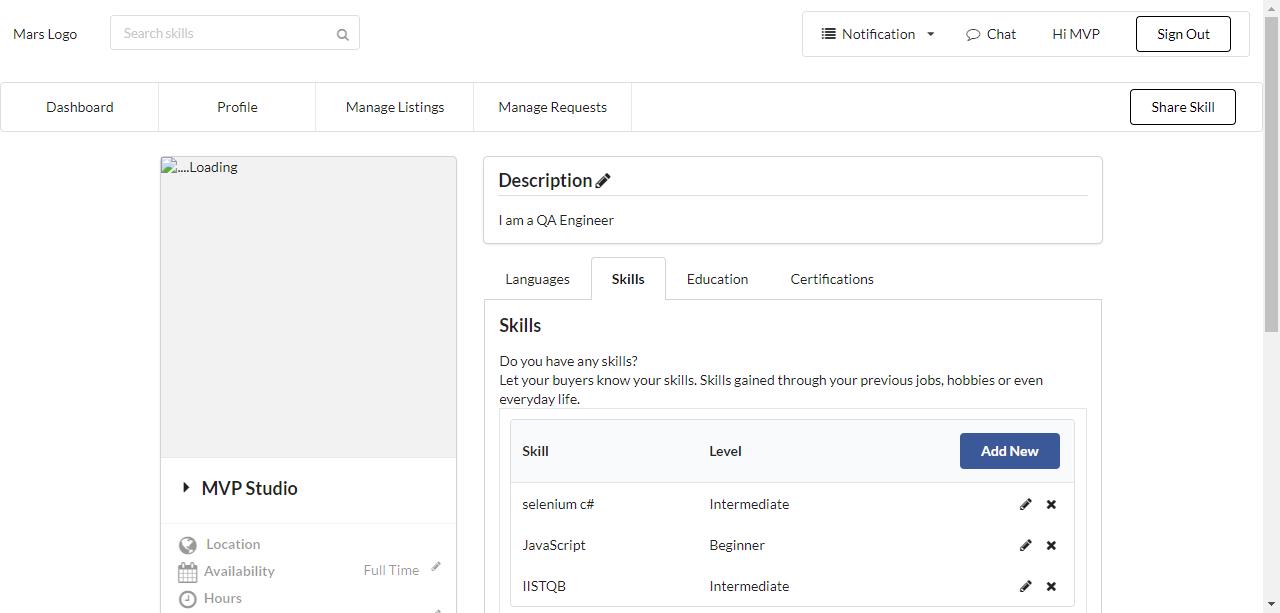 Mars Logo
Search skills
Notification
Chat
Hi MVP
Sign Out
Dashboard
Profile
Manage Listings
Manage Requests
Share Skill
....Loading
MVP Studio
Location
Availability
Full Time
Hours
Description
I am a QA Engineer
Languages
Skills
Education
Certifications
Skills
Do you have any skills?
Let your buyers know your skills. Skills gained through your previous jobs, hobbies or even
everyday life.
Skill Level Add New
selenium c# Intermediate
JavaScript Beginner
IISTQB Intermediate